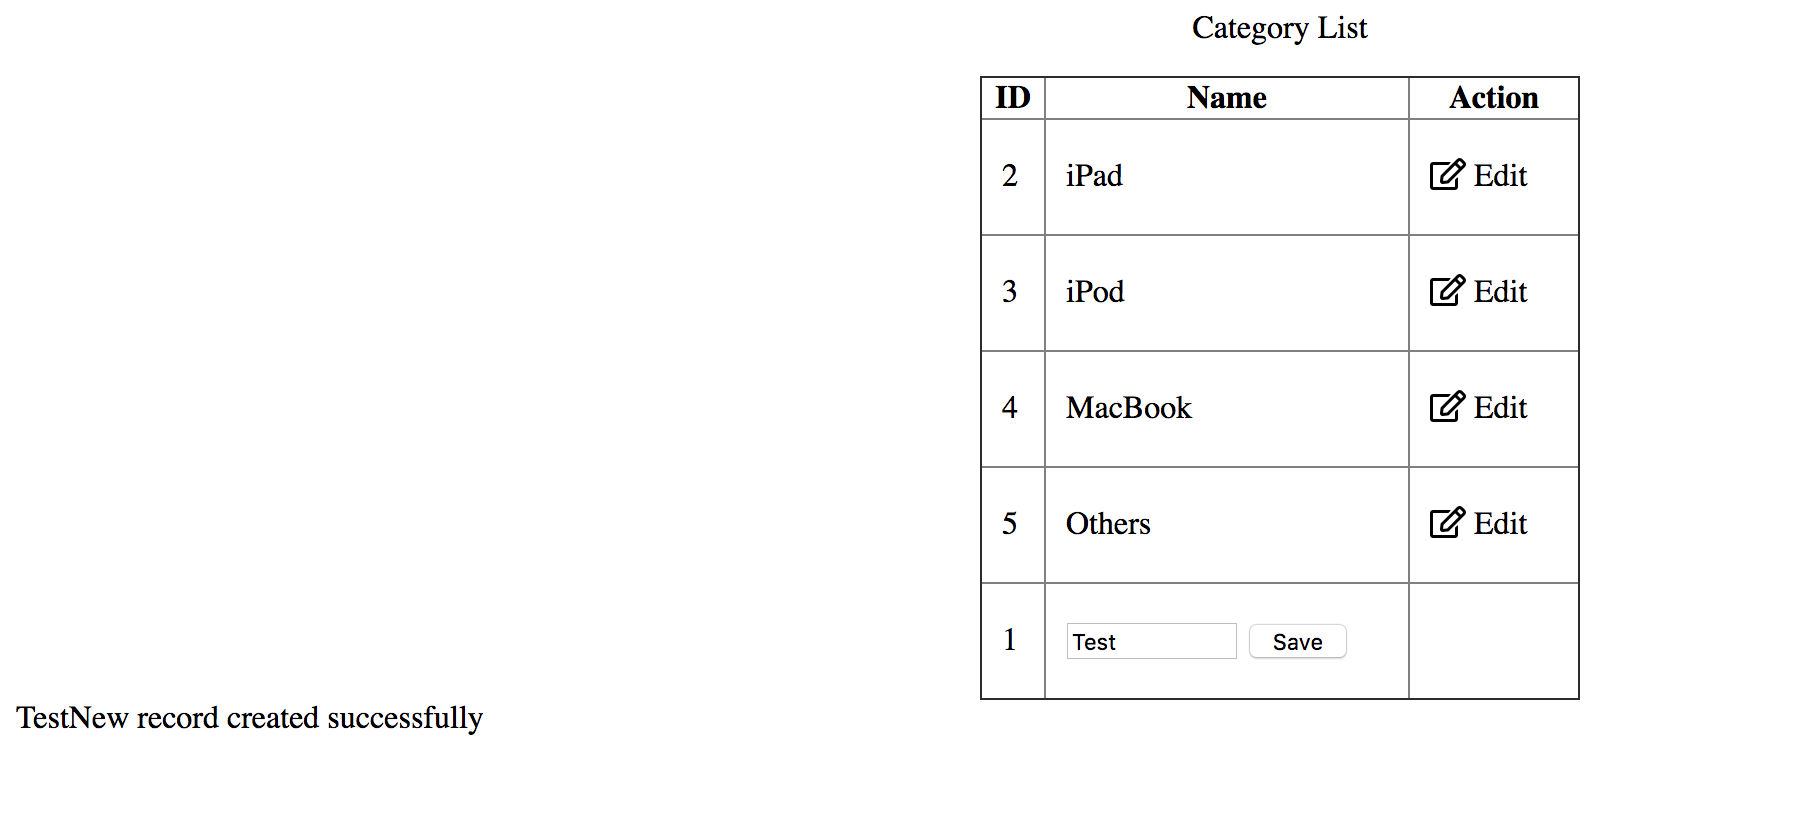 Category List
ID Name Action
2 iPad Edit
3 iPod Edit
4 MacBook Edit
5 Others Edit
1 Test Save
TestNew record created successfully